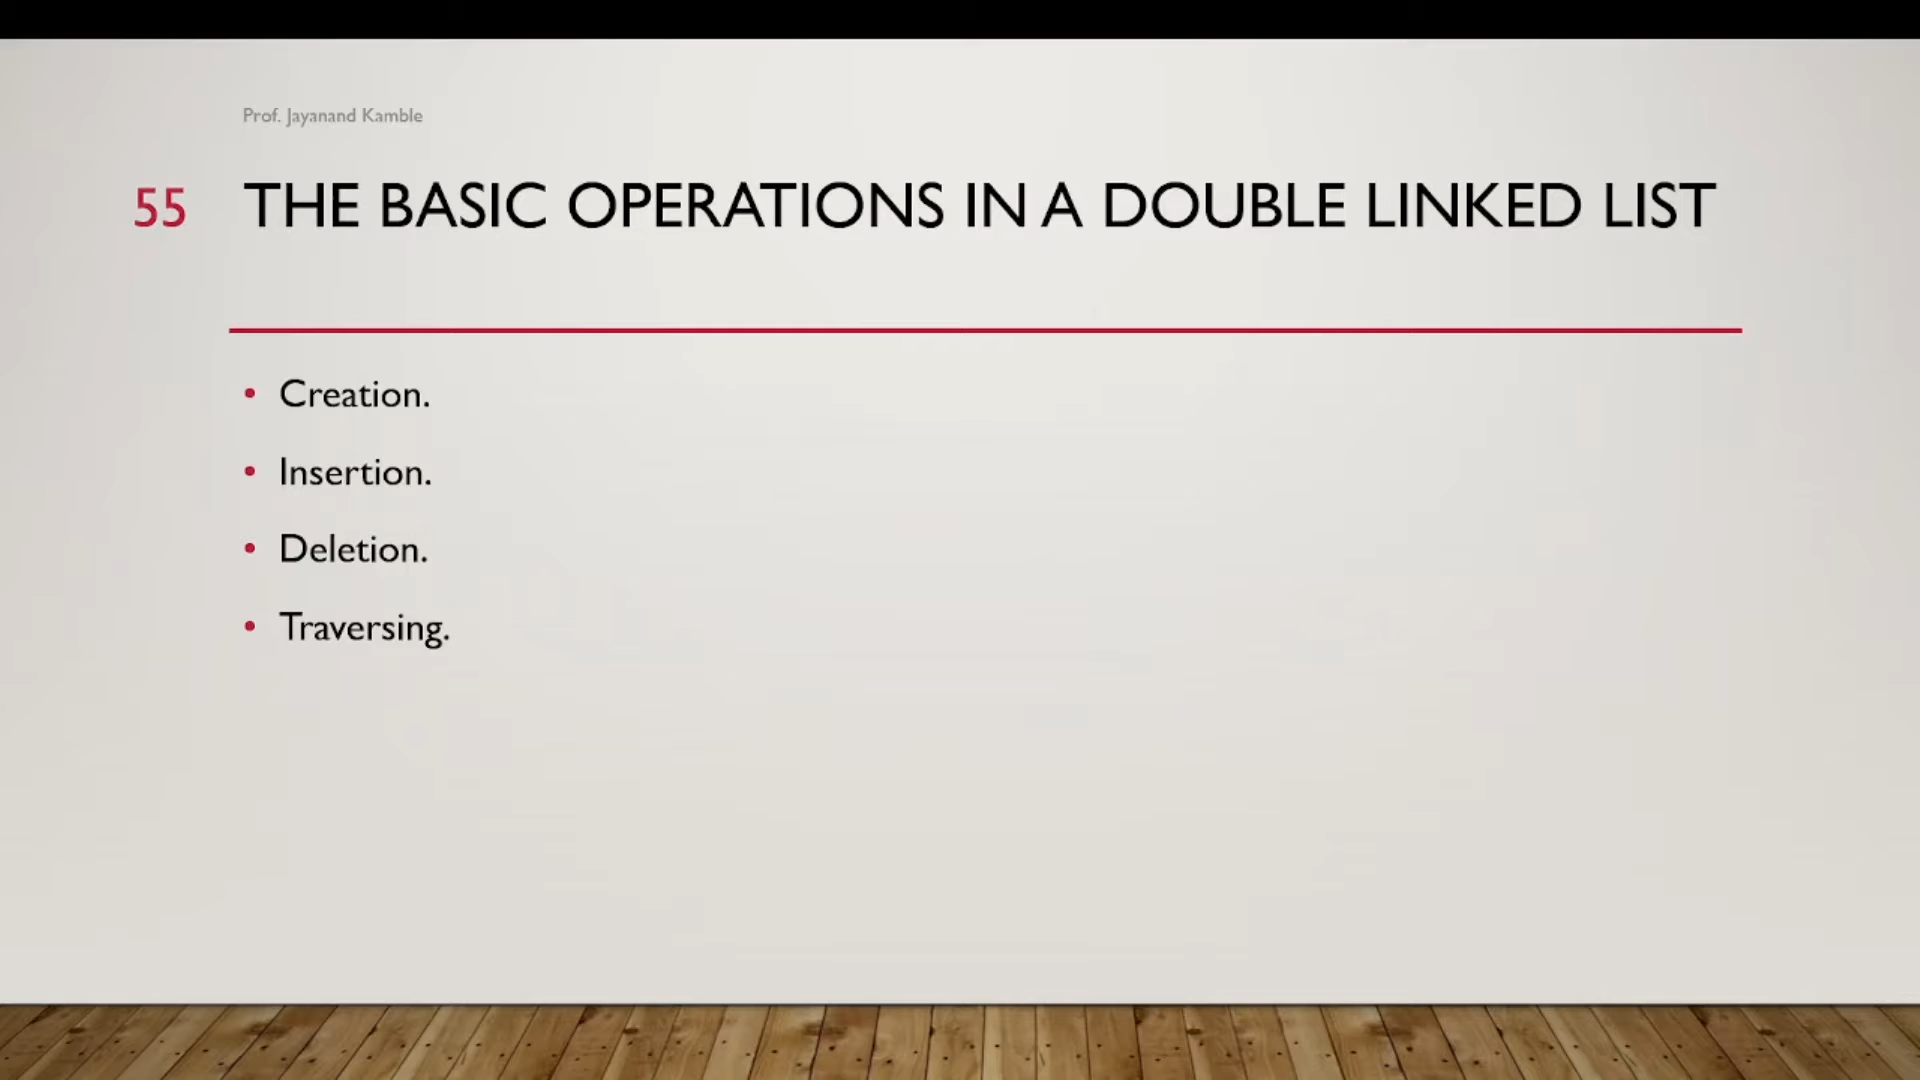 Prof. Jayanand Kamble
55 THE BASIC OPERATIONS IN A DOUBLE LINKED LIST
• Creation.
• Insertion.
• Deletion.
• Traversing.